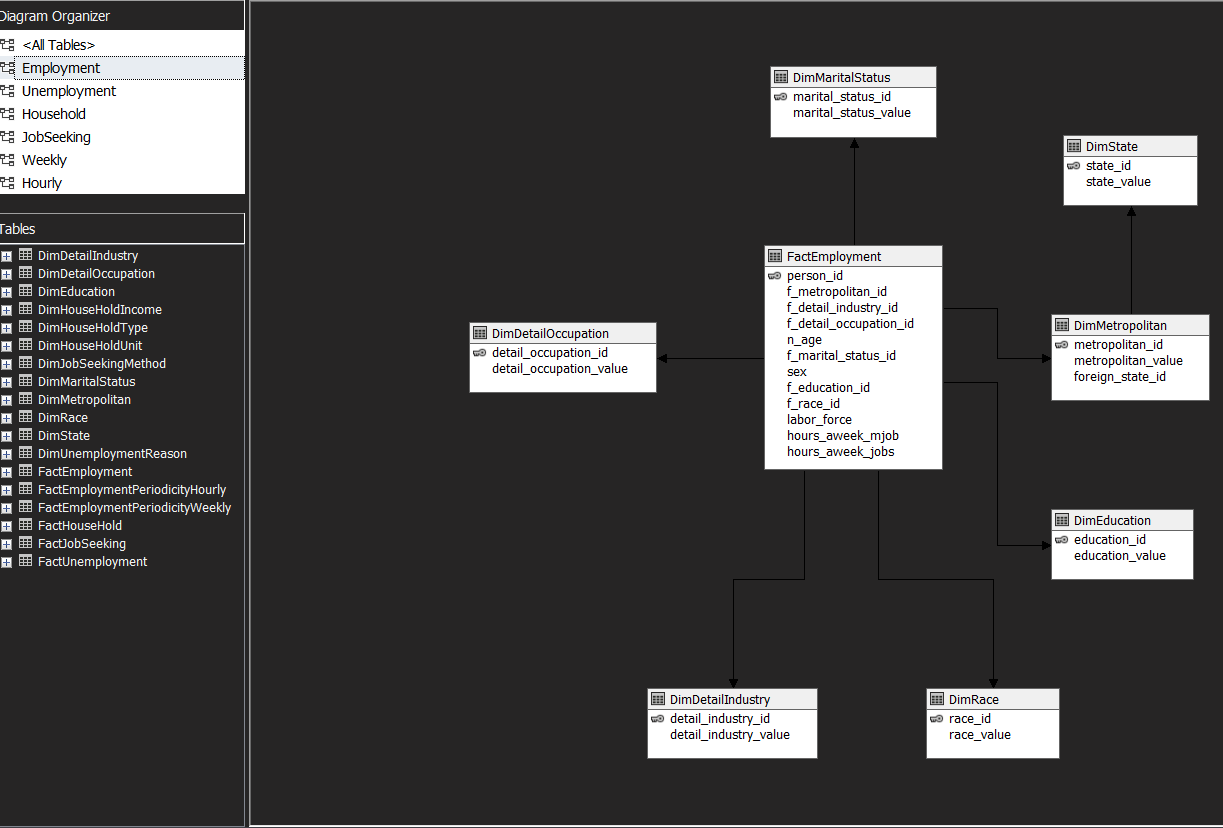 Diagram Organizer
<All Tables>
Employment
Unemployment
Household
JobSeeking
Weekly
Hourly
Tables
DimDetailIndustry
DimDetailOccupation
DimEducation
DimHouseHoldIncome
DimHouseHoldType
DimHouseHoldUnit
DimJobSeekingMethod
DimMaritalStatus
DimMetropolitan
DimRace
DimState
DimUnemploymentReason
FactEmployment
FactEmploymentPeriodicityHourly
FactEmploymentPeriodicityWeekly
FactHouseHold
FactJobSeeking
FactUnemployment
DimMaritalStatus
marital_status_id
marital_status_value
DimState
state_id
state_value
FactEmployment
person_id
f_metropolitan_id
f_detail_industry_id
f_detail_occupation_id
n_age
f_marital_status_id
sex
f_education_id
f_race_id
labor_force
hours_aweek_mjob
hours_aweek_jobs
DimDetailOccupation
detail_occupation_id
detail_occupation_value
DimMetropolitan
metropolitan_id
metropolitan_value
foreign_state_id
DimEducation
education_id
education_value
DimDetailIndustry
detail_industry_id
detail_industry_value
DimRace
race_id
race_value